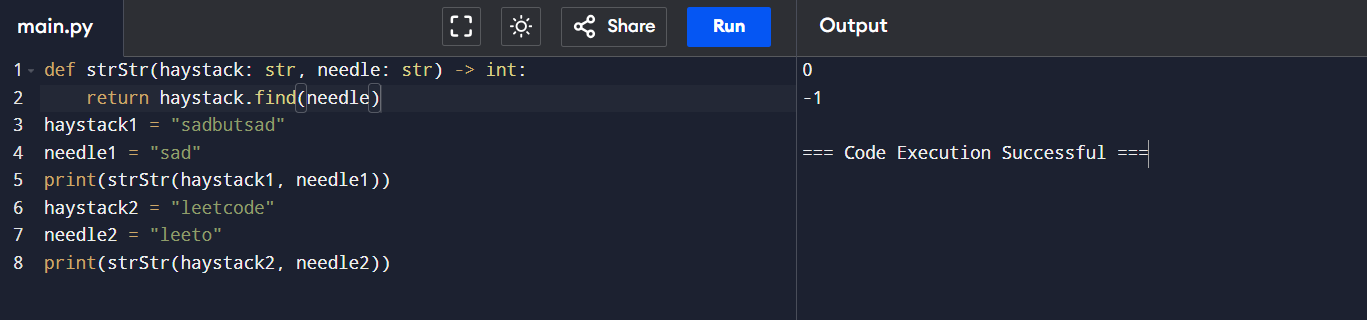 main.py
Share
Run
Output
1 def strStr(haystack: str, needle: str) -> int:
2     return haystack.find(needle)
3 haystack1 = "sadbutsad"
4 needle1 = "sad"
5 print(strStr(haystack1, needle1))
6 haystack2 = "leetcode"
7 needle2 = "leeto"
8 print(strStr(haystack2, needle2))
0
-1
=== Code Execution Successful ===